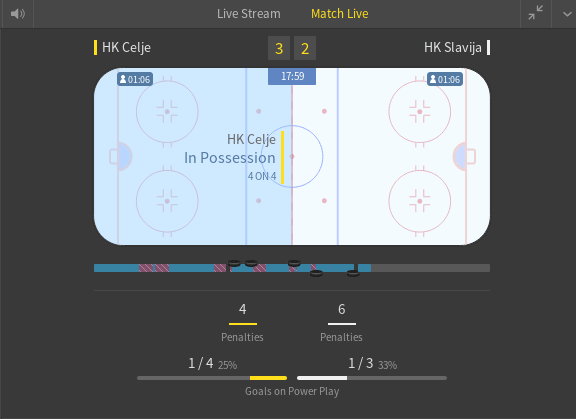 Live Stream Match Live
HK Celje 3 2 HK Slavija
01:06 17:59 01:06
HK Celje
In Possession
4 ON 4
4 6
Penalties Penalties
1 / 4 25% 1 / 3 33%
Goals on Power Play